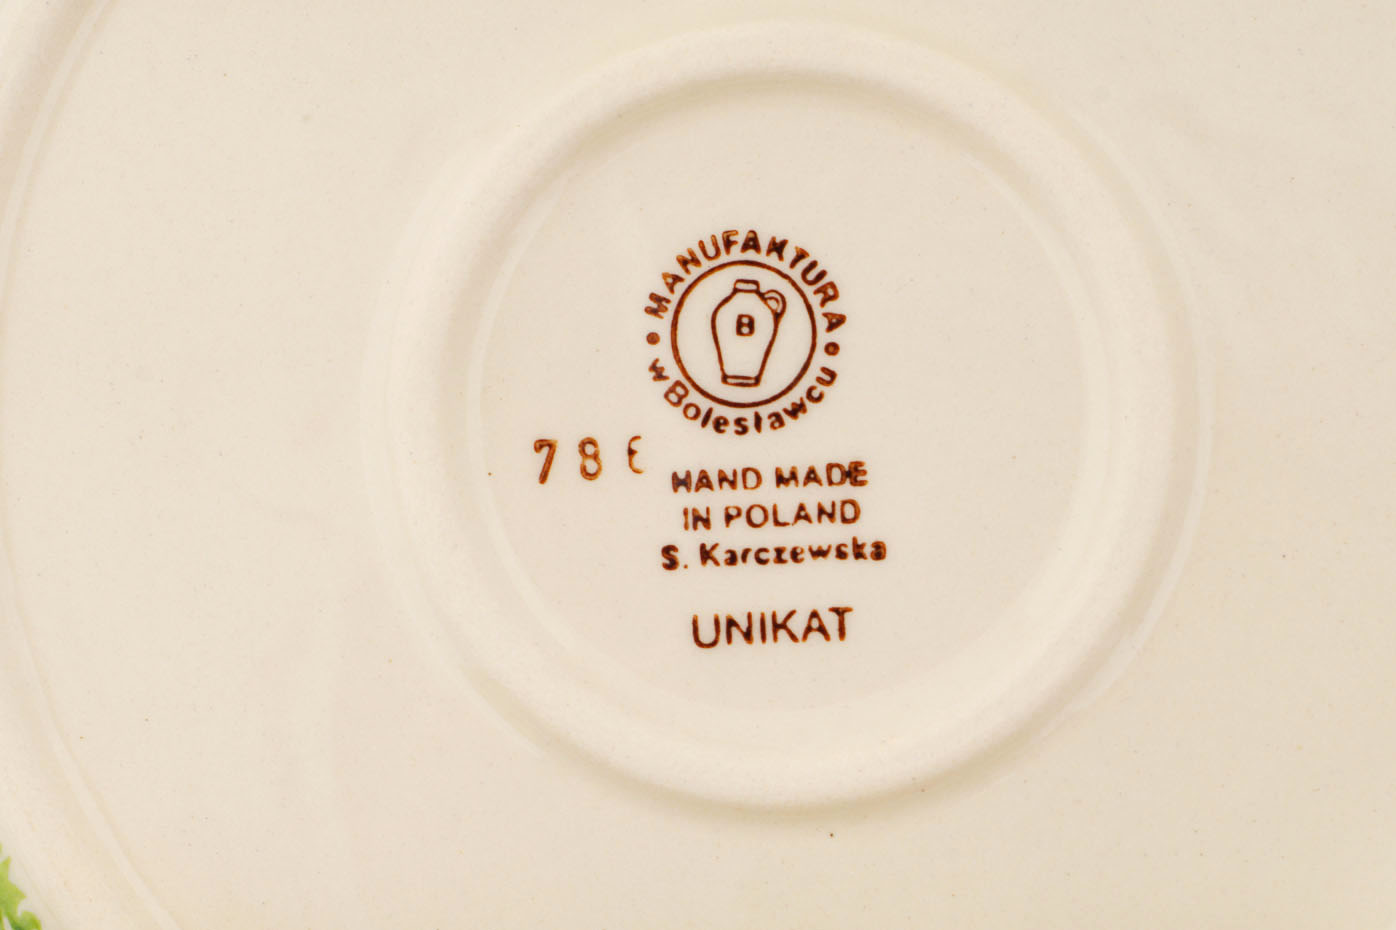 MANUFAKTURA
w Bolesławcu
B
78
HAND MADE
IN POLAND
S. Karczewska
UNIKAT